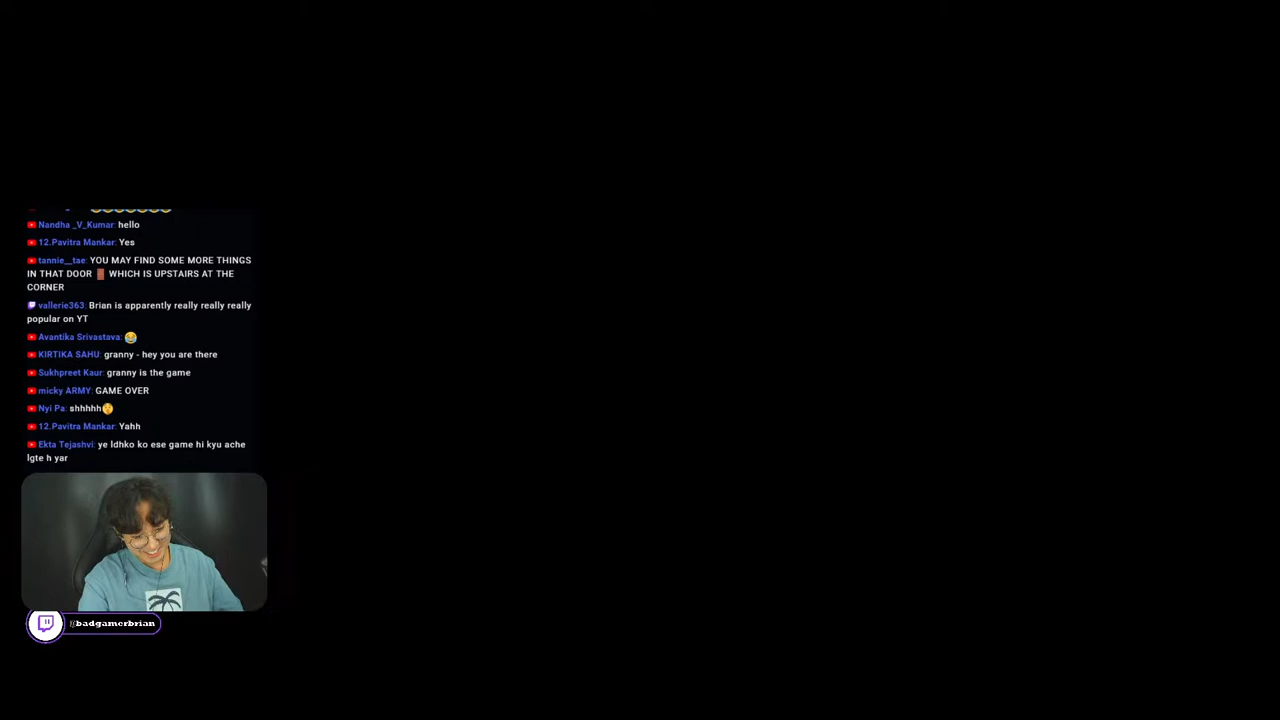 Nandha _V_Kumar: hello
12.Pavitra Mankar: Yes
tannie__tae: YOU MAY FIND SOME MORE THINGS
IN THAT DOOR 🚪 WHICH IS UPSTAIRS AT THE
CORNER
vallerie363: Brian is apparently really really really
popular on YT
Avantika Srivastava: 😂
KIRTIKA SAHU: granny - hey you are there
Sukhpreet Kaur: granny is the game
micky ARMY: GAME OVER
Nyi Pa: shhhhh🤫
12.Pavitra Mankar: Yahh
Ekta Tejashvi: ye ldhko ko ese game hi kyu ache
lgte h yar
@badgamerbrian